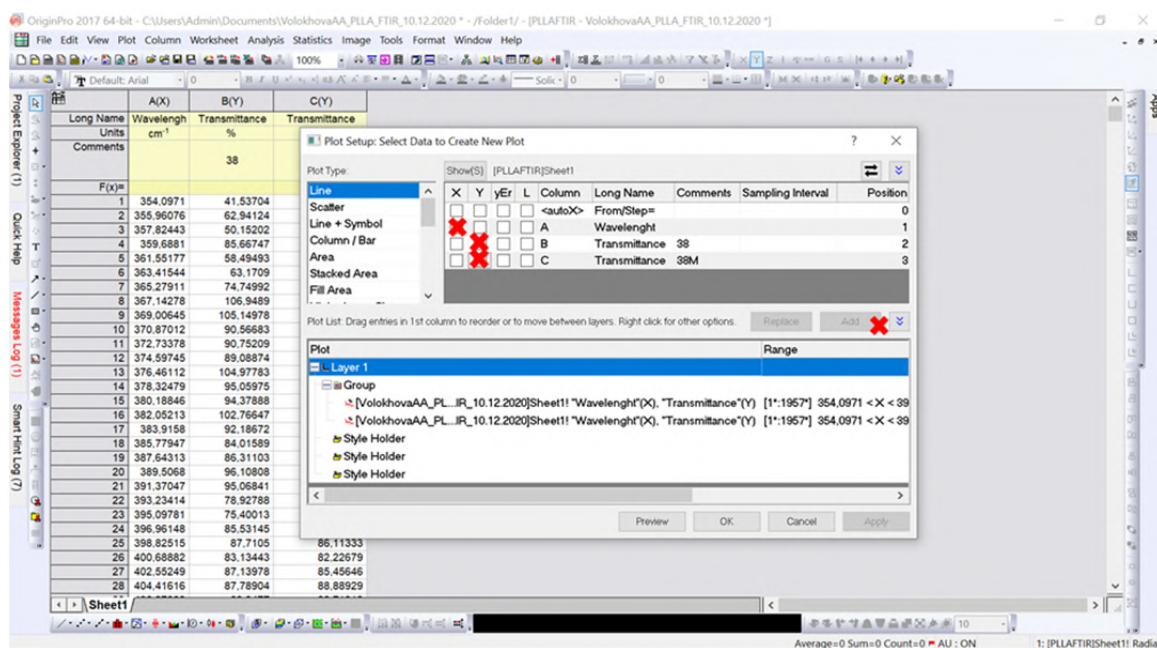 OriginPro 2017 64-bit - C:\Users\Admin\Documents\VolokhovaAA_PLLA_FTIR_10.12.2020 * - /Folder1/ - [PLLAFTIR - VolokhovaAA_PLLA_FTIR_10.12.2020 *]
File Edit View Plot Column Worksheet Analysis Statistics Image Tools Format Window Help
100%
Default: Arial 0 B I U Solic 0 0
Project Explorer (1)
Quick Help
Messages Log (1)
Smart Hint Log (7)
Apps
A(X) B(Y) C(Y)
Long Name Wavelengh Transmittance Transmittance
Units cm-1 %
Comments 38
F(x)=
1 354,0971 41,53704
2 355,96076 62,94124
3 357,82443 50,15202
4 359,6881 85,66747
5 361,55177 58,49493
6 363,41544 63,1709
7 365,27911 74,74992
8 367,14278 106,9489
9 369,00645 105,14978
10 370,87012 90,56683
11 372,73378 90,75209
12 374,59745 89,08874
13 376,46112 104,97783
14 378,32479 95,05975
15 380,18846 94,37888
16 382,05213 102,76647
17 383,9158 92,18672
18 385,77947 84,01589
19 387,64313 86,31103
20 389,5068 96,10808
21 391,37047 95,06841
22 393,23414 78,92788
23 395,09781 75,40013
24 396,96148 85,53145
25 398,82515 87,7105 86,11333
26 400,68882 83,13443 82,22679
27 402,55249 87,13978 85,45646
28 404,41616 87,78904 88,88929
Sheet1
Plot Setup: Select Data to Create New Plot ? ×
Plot Type: Show(S) [PLLAFTIR]Sheet1
Line
Scatter
Line + Symbol
Column / Bar
Area
Stacked Area
Fill Area
X Y yEr L Column Long Name Comments Sampling Interval Position
<autoX> From/Step= 0
A Wavelenght 1
B Transmittance 38 2
C Transmittance 38M 3
Plot List: Drag entries in 1st column to reorder or to move between layers. Right click for other options. Replace Add
Plot Range
Layer 1
Group
[VolokhovaAA_PL...IR_10.12.2020]Sheet1! "Wavelenght"(X), "Transmittance"(Y) [1*:1957*] 354,0971 < X < 39
[VolokhovaAA_PL...IR_10.12.2020]Sheet1! "Wavelenght"(X), "Transmittance"(Y) [1*:1957*] 354,0971 < X < 39
Style Holder
Style Holder
Style Holder
Preview OK Cancel Apply
10
Average=0 Sum=0 Count=0 AU : ON 1: [PLLAFTIR]Sheet1! Radia